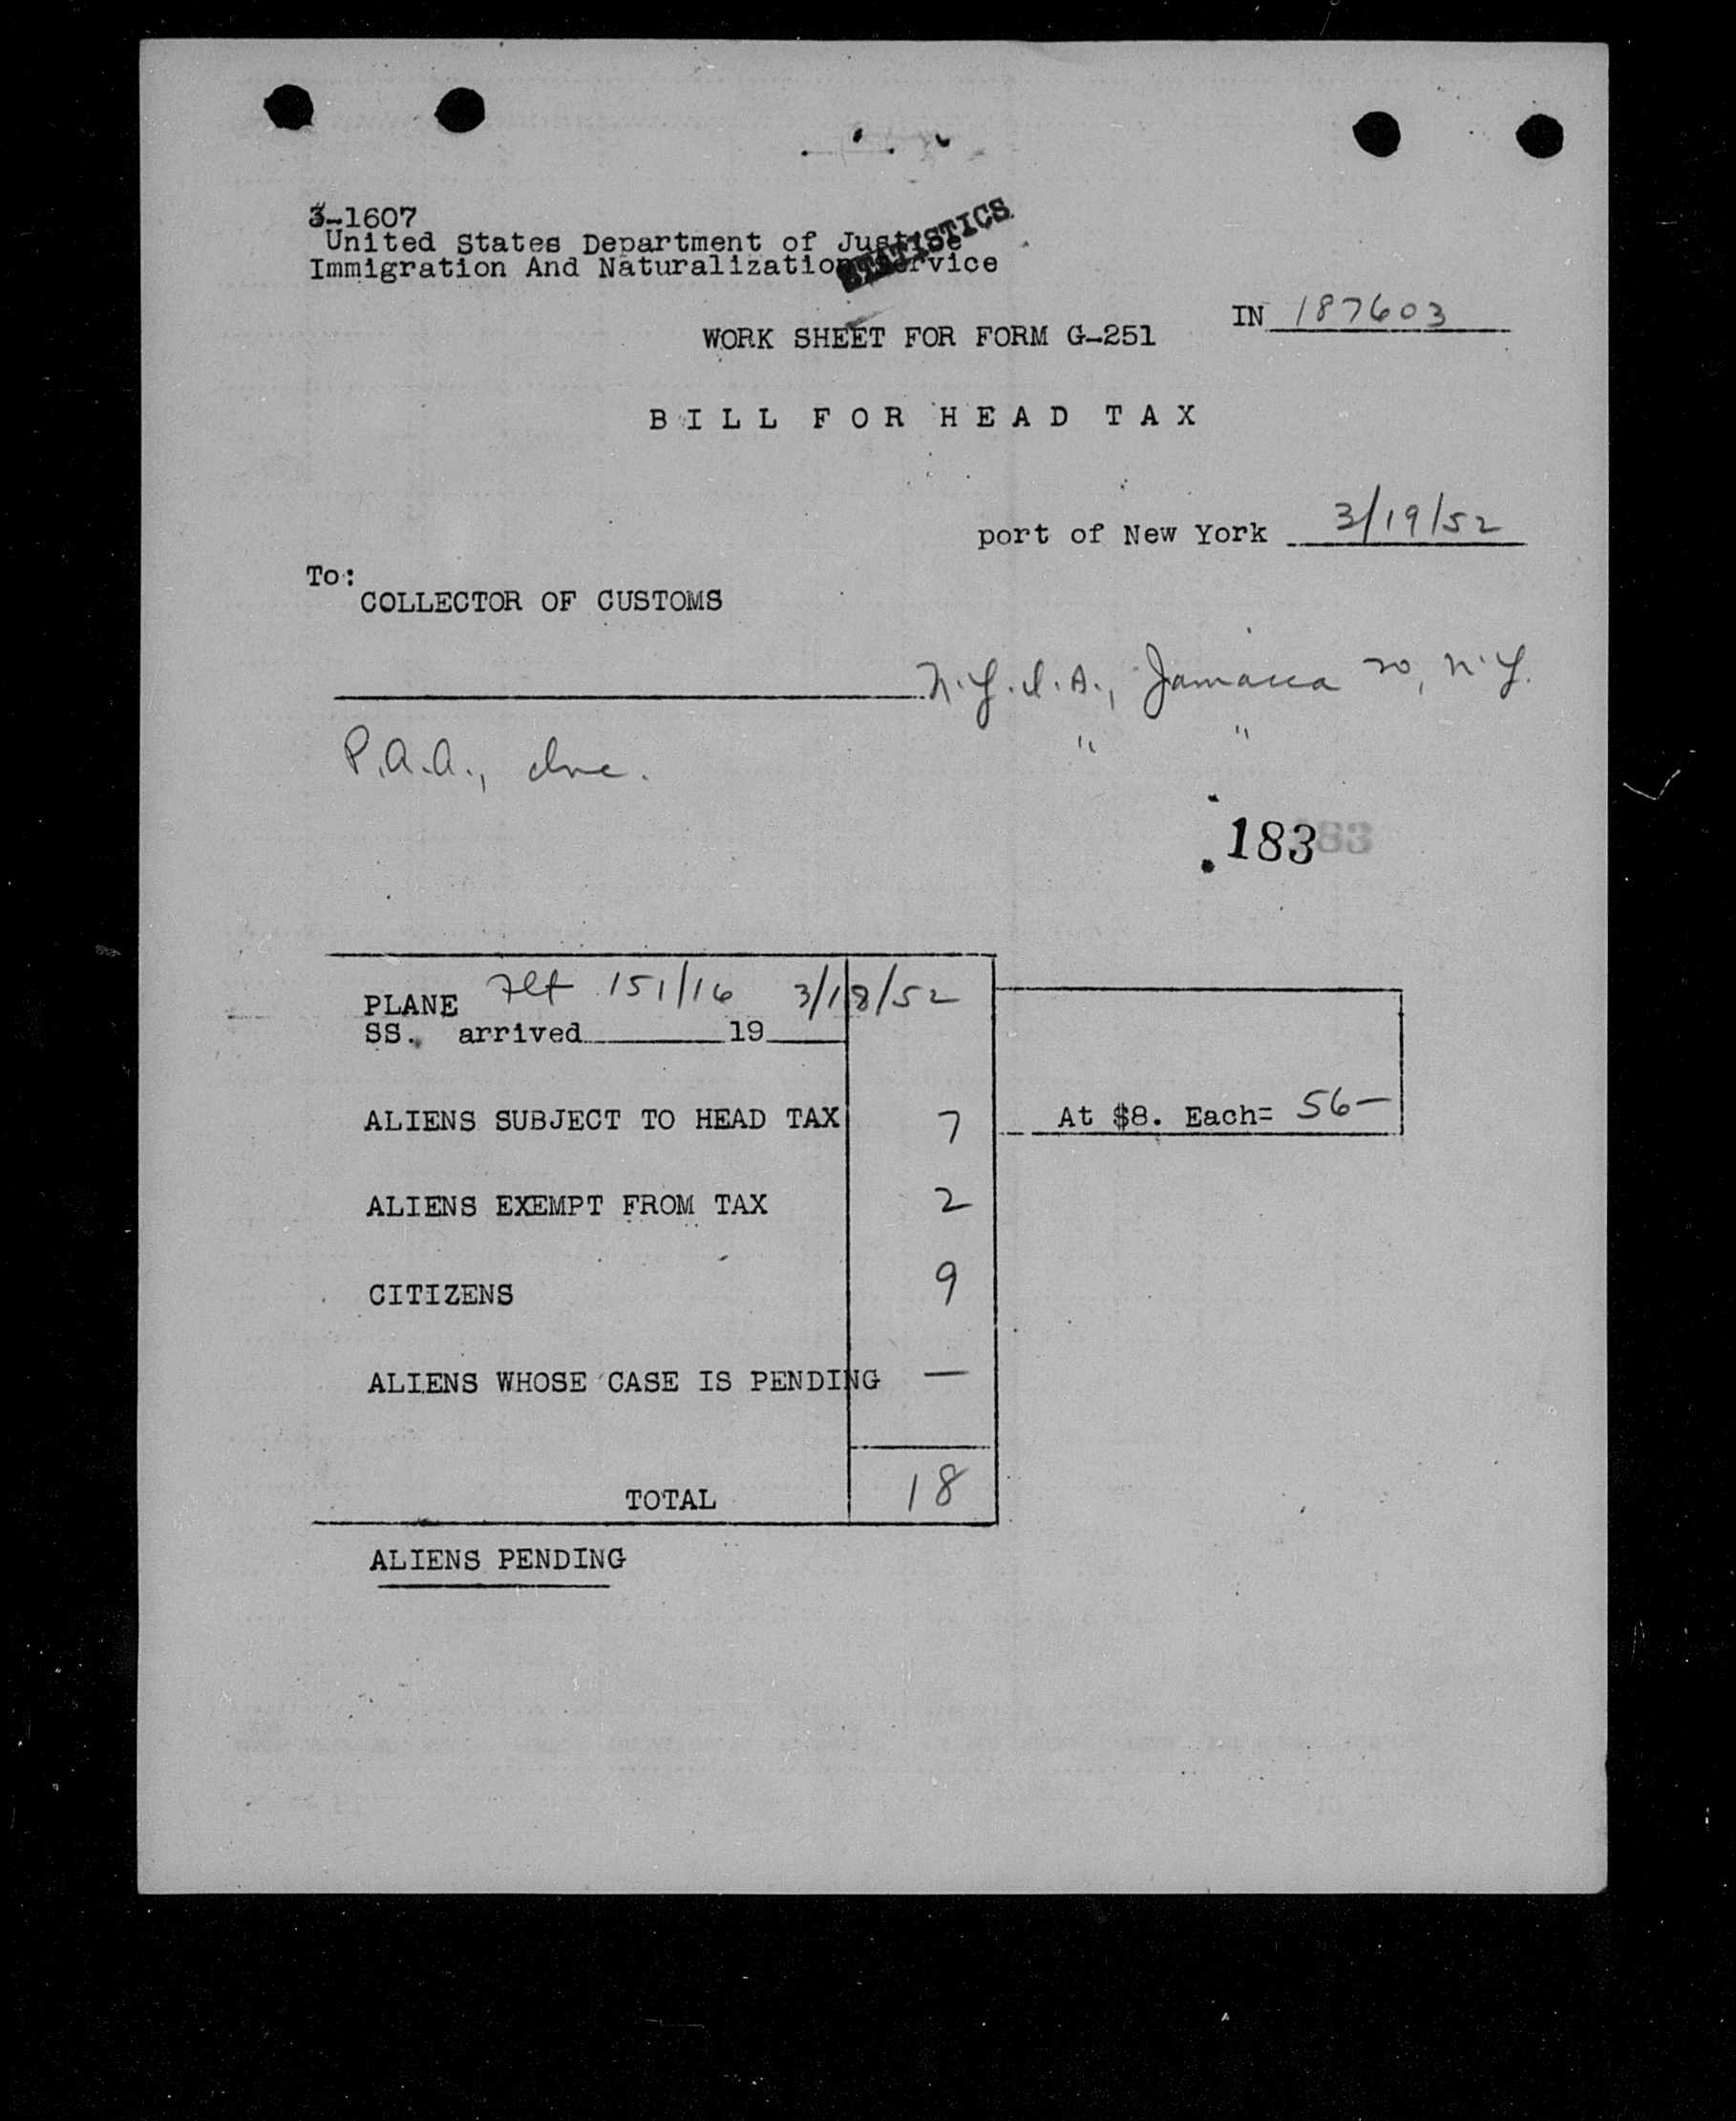 3-1607
United States Department of Justice
STATISTICS
Immigration And Naturalization Service
IN 187603
WORK SHEET FOR FORM G-251
BILL FOR HEAD TAX
port of New York 3/19/52
To:
COLLECTOR OF CUSTOMS
N.Y.I.A., Jamaica 20, N.Y.
P.A.A., Inc. " "
183
PLANE Flt 151/16 3/18/52
SS. arrived 19
ALIENS SUBJECT TO HEAD TAX 7 At $8. Each= 56—
ALIENS EXEMPT FROM TAX 2
CITIZENS 9
ALIENS WHOSE CASE IS PENDING —
TOTAL 18
ALIENS PENDING